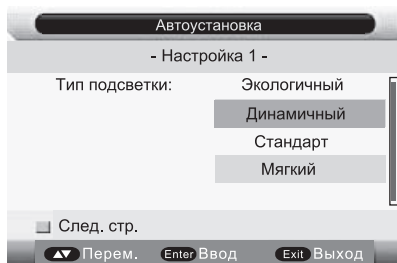 Автоустановка
- Настройка 1 -
Тип подсветки: Экологичный
Динамичный
Стандарт
Мягкий
След. стр.
Перем. Enter Ввод Exit Выход